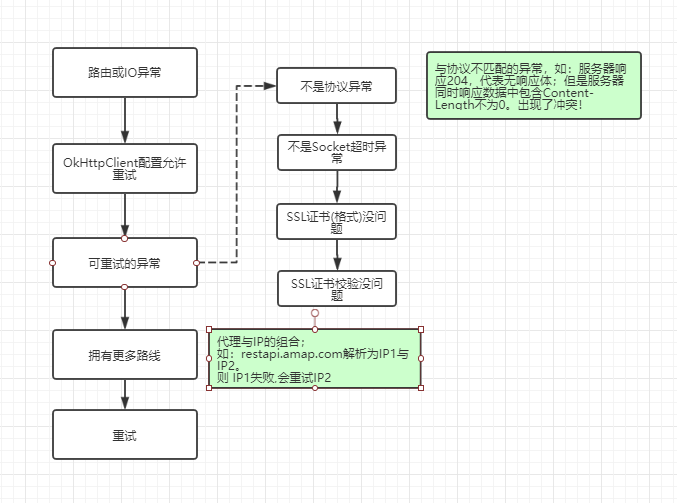 路由或IO异常
OkHttpClient配置允许
重试
可重试的异常
拥有更多路线
重试
不是协议异常
不是Socket超时异
常
SSL证书(格式)没问
题
SSL证书校验没问
题
代理与IP的组合；
如：restapi.amap.com解析为IP1与
IP2。
则 IP1失败,会重试IP2
与协议不匹配的异常，如：服务器响
应204，代表无响应体；但是服务器
同时响应数据中包含Content-
Length不为0。出现了冲突！